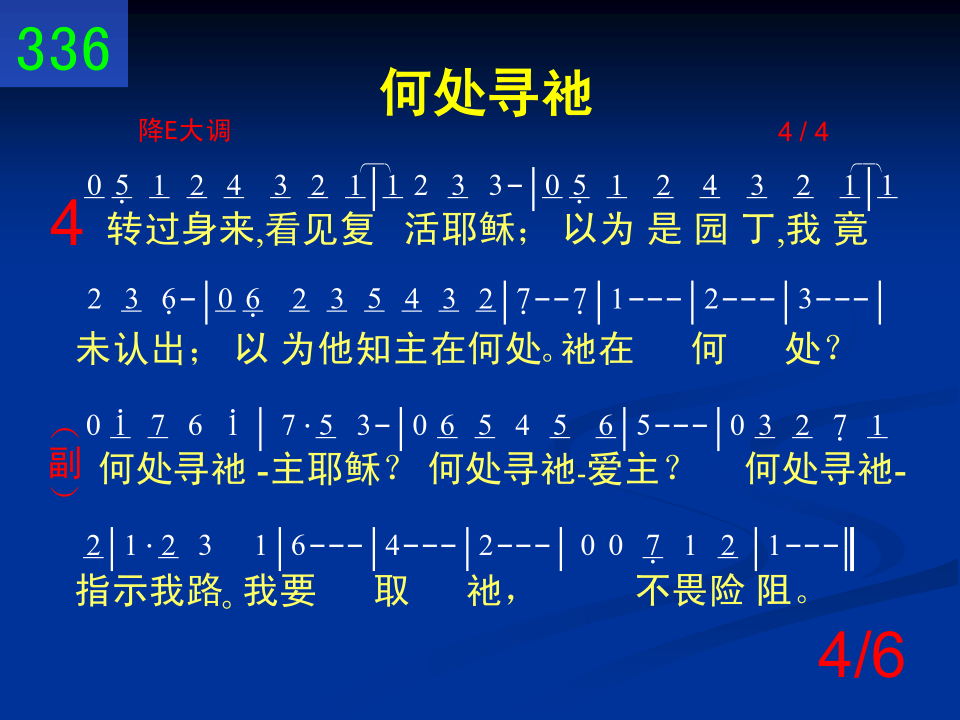 336
何处寻祂
降E大调 4 / 4
0 5̣ 1 2 4 3 2 1|1 2 3 3-|0 5̣ 1 2 4 3 2 1|1
4 转过身来,看见复 活耶稣; 以为 是 园 丁,我 竟
2 3 6̣-|0 6̣ 2 3 5 4 3 2|7̣--7̣|1---|2---|3---|
未认出; 以 为他知主在何处。祂在 何 处?
0 1̇ 7 6 1̇ | 7·5 3-|0 6 5 4 5 6|5---|0 3 2 7̣ 1
(副) 何处寻祂 -主耶稣? 何处寻祂-爱主? 何处寻祂-
2|1·2 3 1|6---|4---|2---| 0 0 7̣ 1 2|1---‖
指示我路。我要 取 祂, 不畏险 阻。
4/6